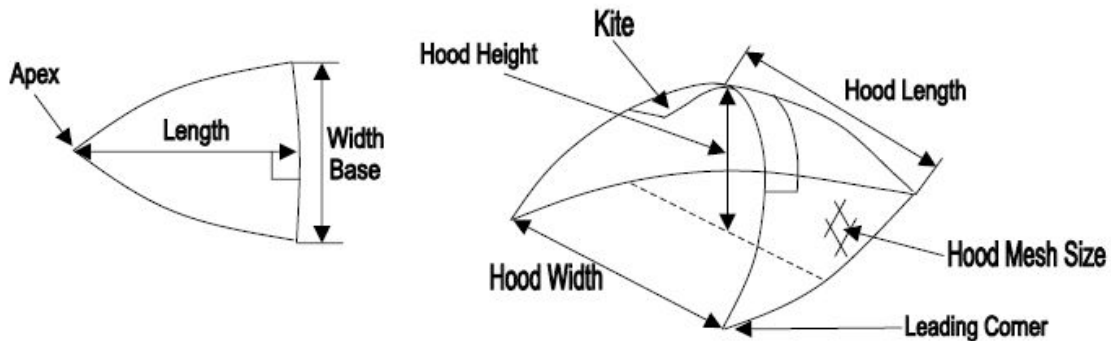 Apex
Length
Width
Base
Kite
Hood Height
Hood Length
Hood Width
Hood Mesh Size
Leading Corner